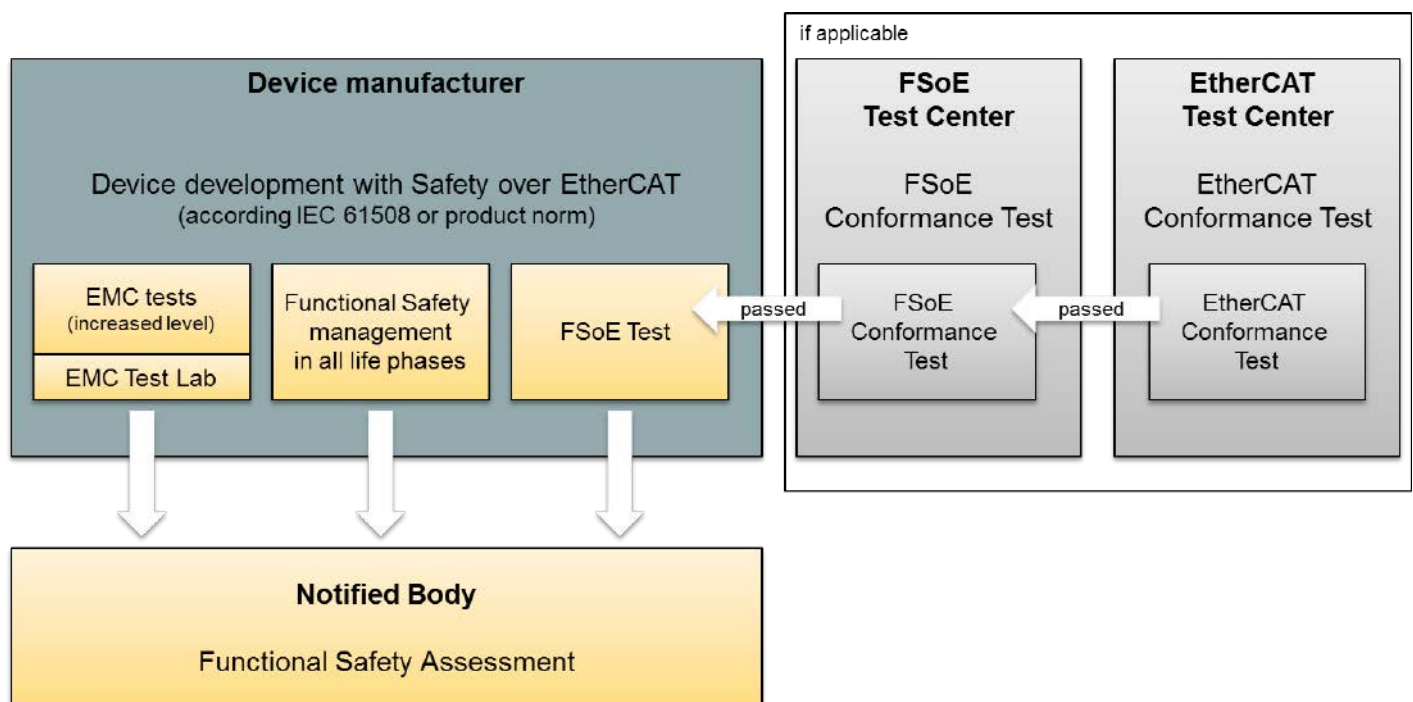 if applicable
Device manufacturer
Device development with Safety over EtherCAT
(according IEC 61508 or product norm)
EMC tests
(increased level)
EMC Test Lab
Functional Safety
management
in all life phases
FSoE Test
passed
FSoE
Test Center
FSoE
Conformance Test
FSoE
Conformance
Test
passed
EtherCAT
Test Center
EtherCAT
Conformance Test
EtherCAT
Conformance
Test
Notified Body
Functional Safety Assessment